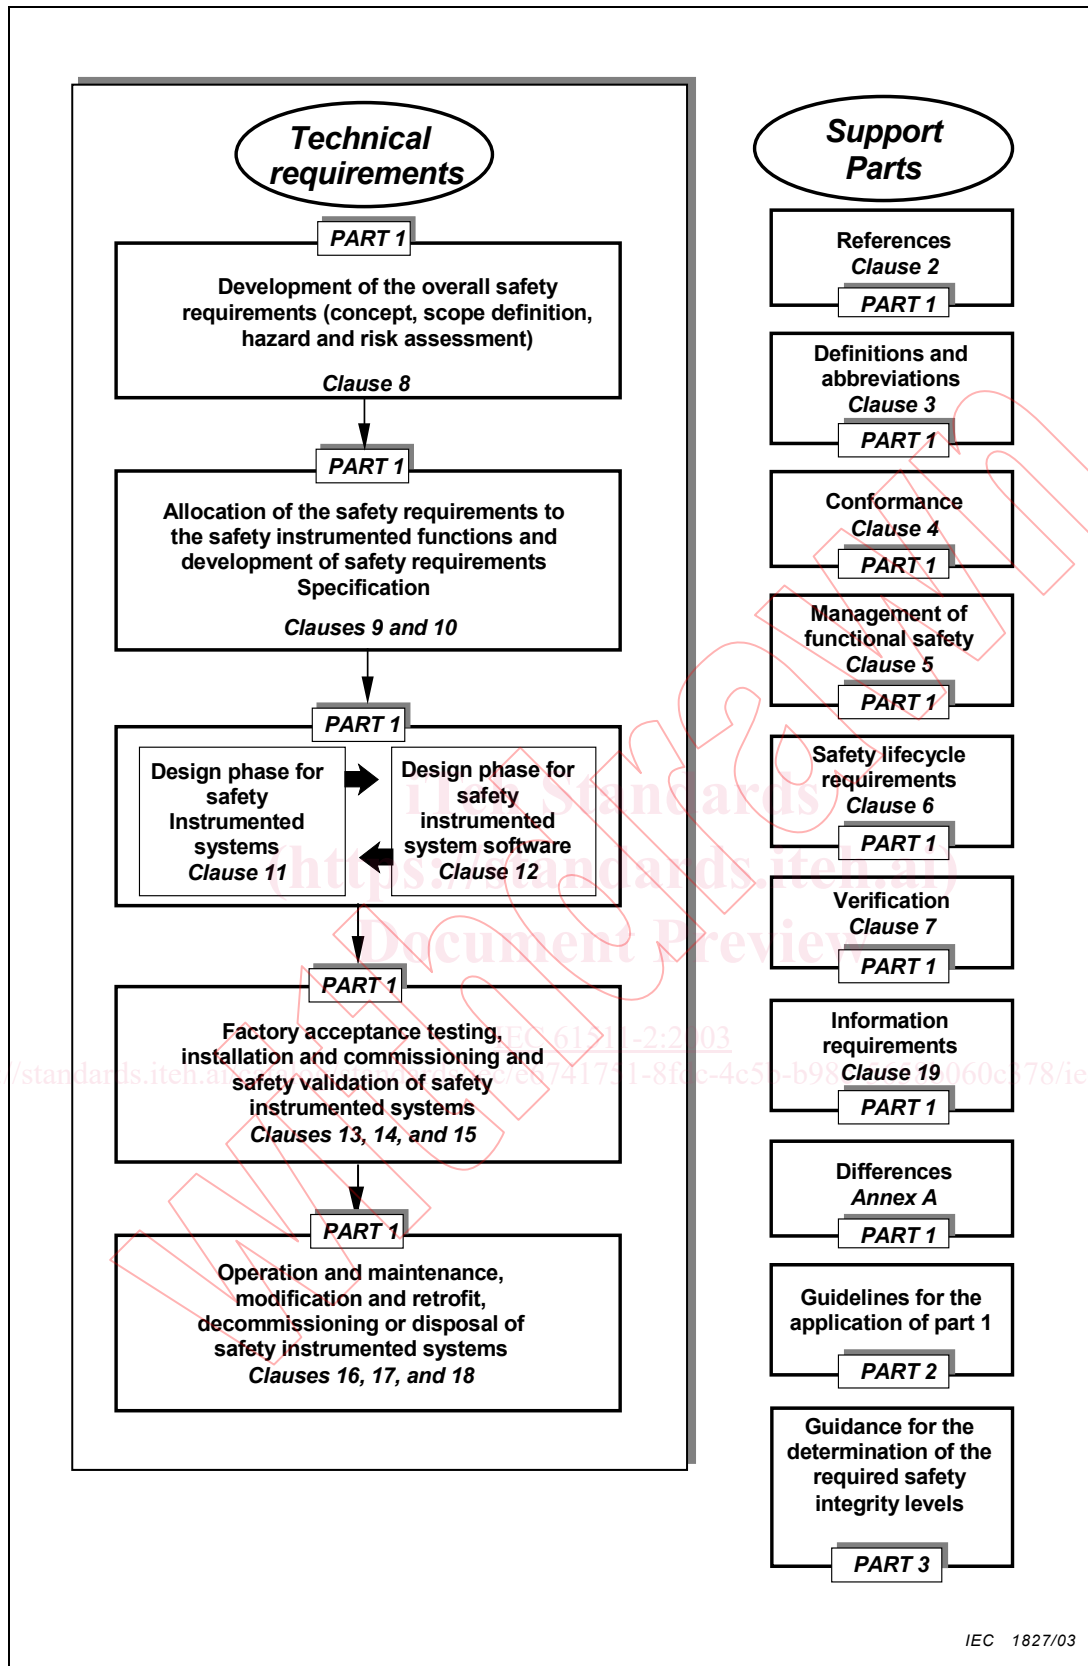 Technical
requirements
PART 1
Development of the overall safety
requirements (concept, scope definition,
hazard and risk assessment)
Clause 8
PART 1
Allocation of the safety requirements to
the safety instrumented functions and
development of safety requirements
Specification
Clauses 9 and 10
PART 1
Design phase for
safety
Instrumented
systems
Clause 11
Design phase for
safety
instrumented
system software
Clause 12
PART 1
Factory acceptance testing,
installation and commissioning and
safety validation of safety
instrumented systems
Clauses 13, 14, and 15
PART 1
Operation and maintenance,
modification and retrofit,
decommissioning or disposal of
safety instrumented systems
Clauses 16, 17, and 18
Support
Parts
References
Clause 2
PART 1
Definitions and
abbreviations
Clause 3
PART 1
Conformance
Clause 4
PART 1
Management of
functional safety
Clause 5
PART 1
Safety lifecycle
requirements
Clause 6
PART 1
Verification
Clause 7
PART 1
Information
requirements
Clause 19
PART 1
Differences
Annex A
PART 1
Guidelines for the
application of part 1
PART 2
Guidance for the
determination of the
required safety
integrity levels
PART 3
IEC 1827/03
iTeh Standards
(https://standards.iteh.ai)
Document Preview
IEC 61511-2:2003
Withdrawn